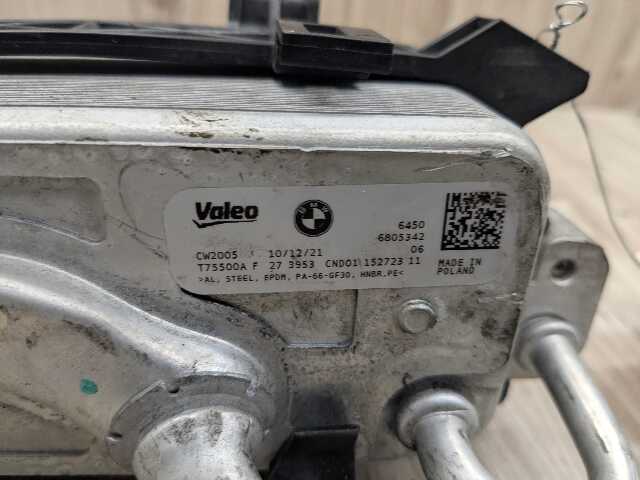 Valeo
6450
6805342
CW2005 10/12/21 06
T75500A F 27 3953 CND01 152723 11
>AL, STEEL, EPDM, PA-66-GF30, HNBR,PE<
MADE IN
POLAND